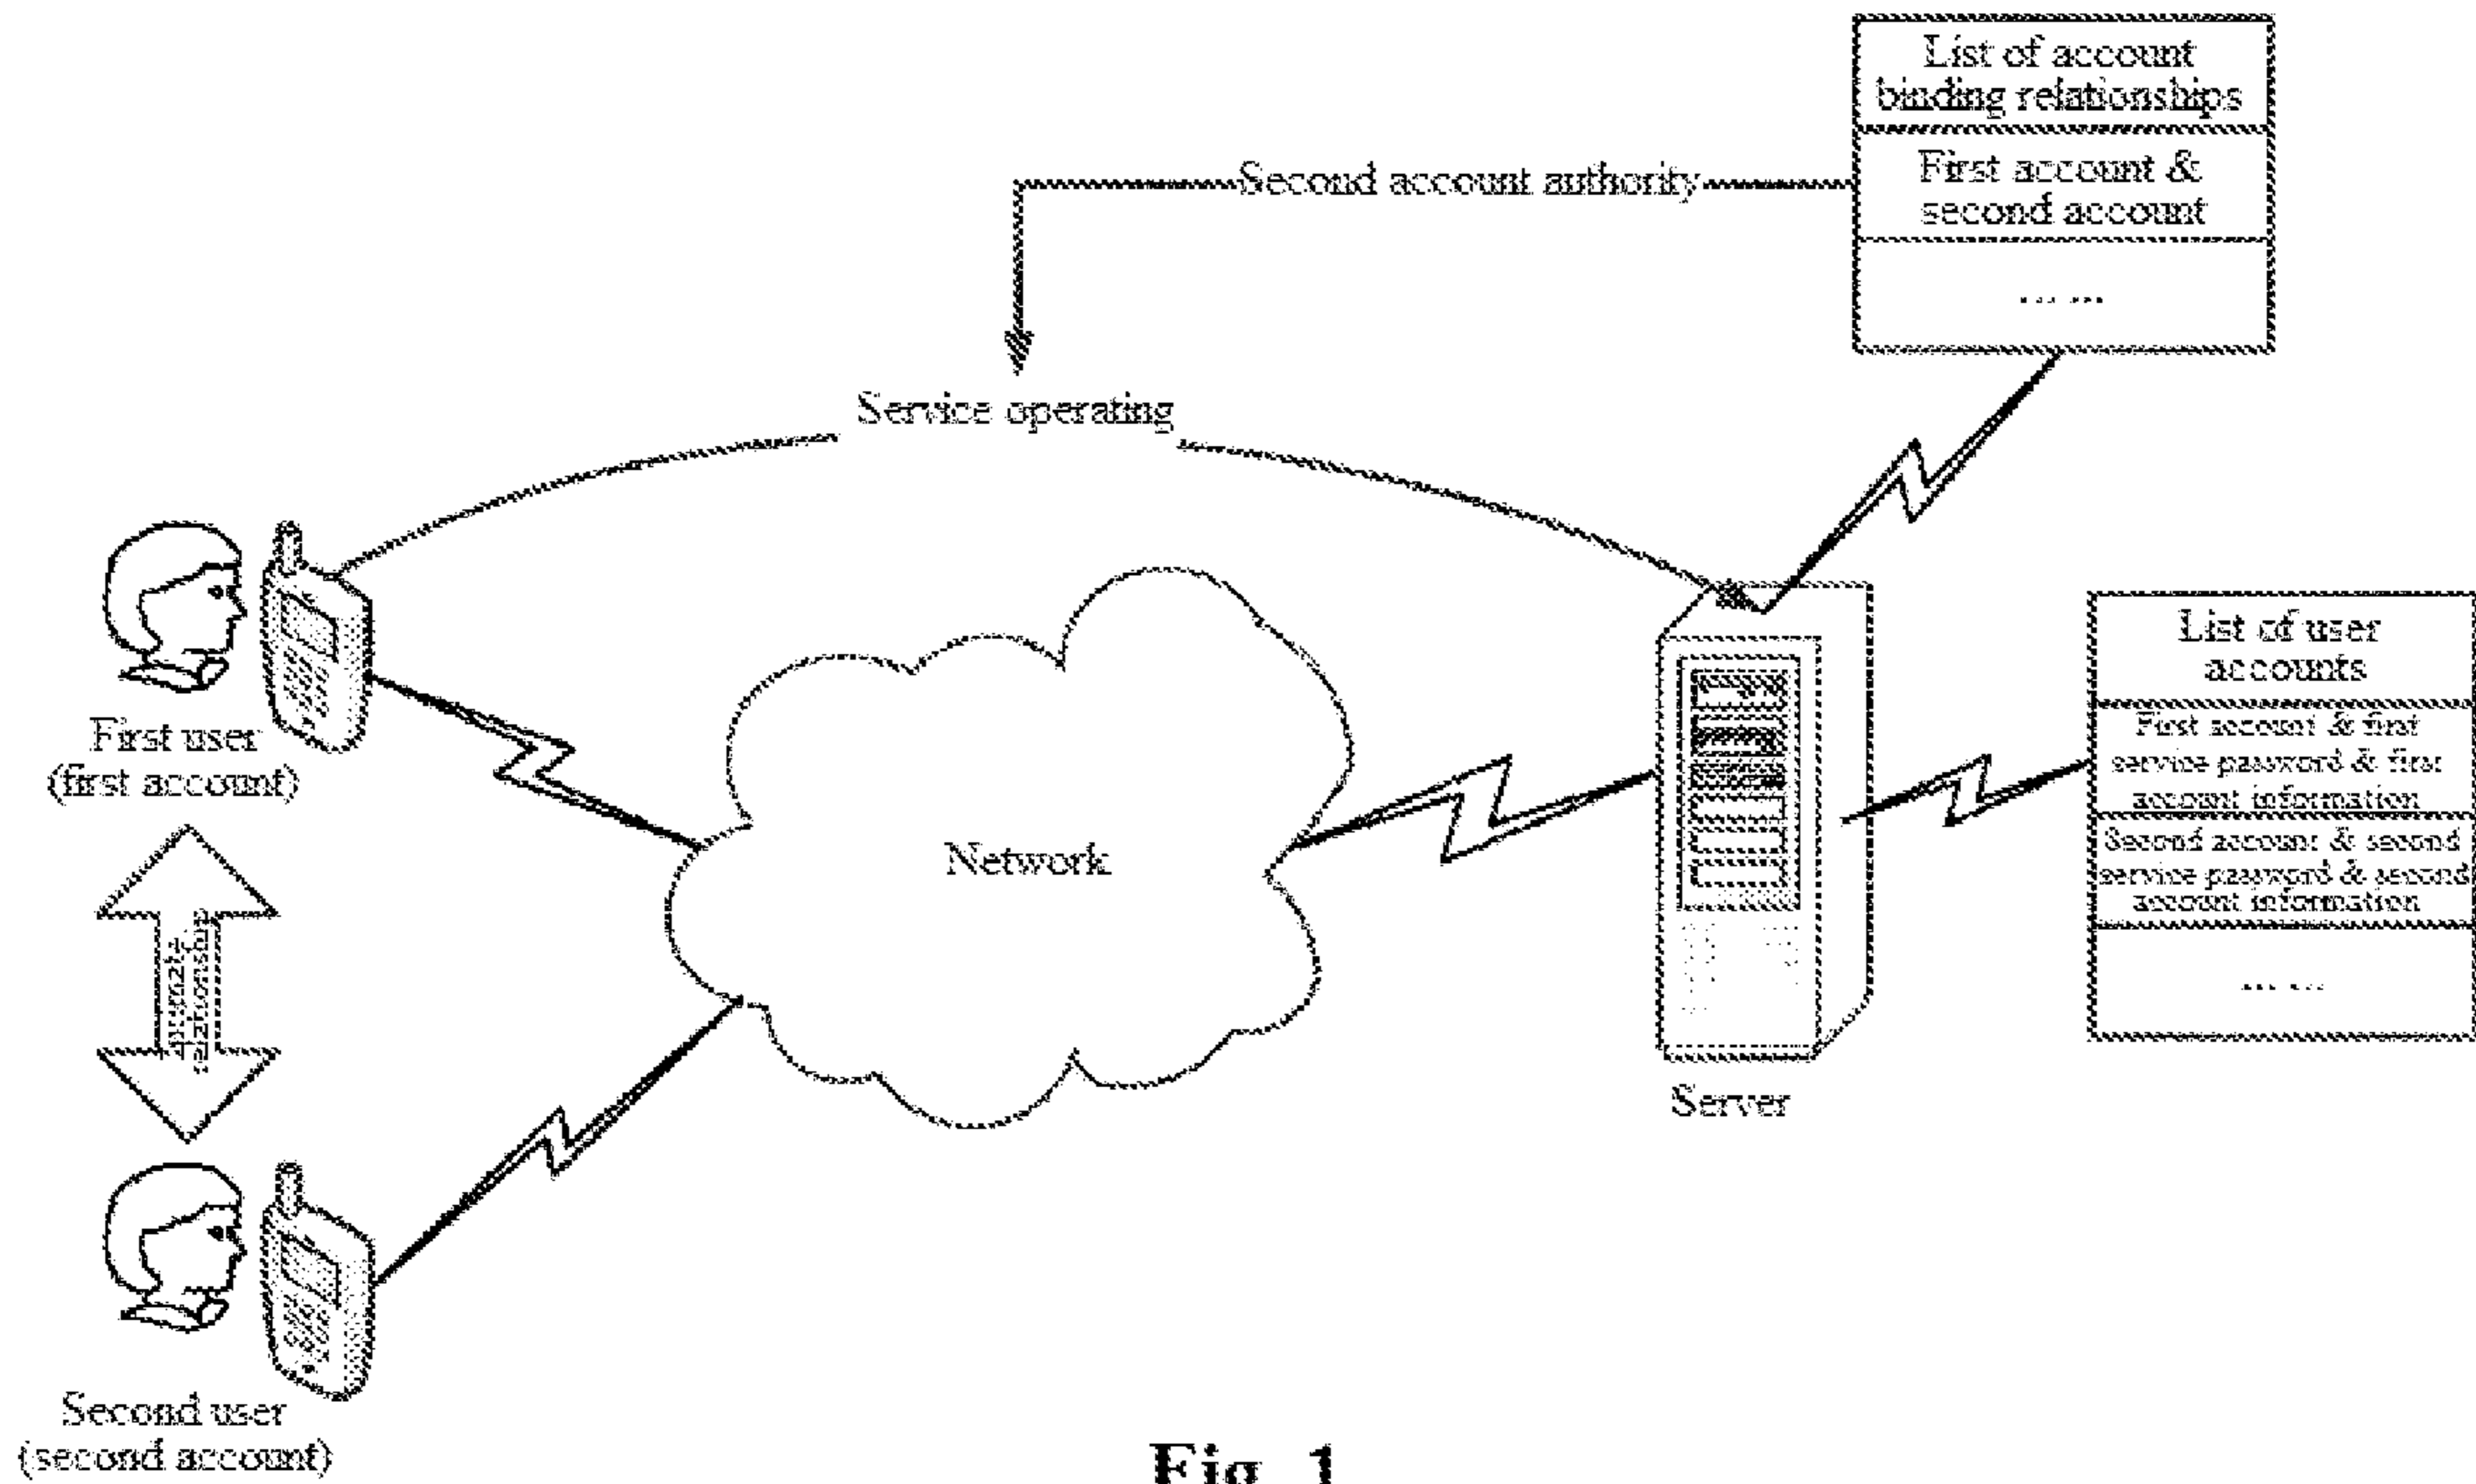 List of account
binding relationships
First account &
second account
... ...
Second account authority
Service operating
First user
(first account)
intimate
relationship
Second user
(second account)
Network
Server
List of user
accounts
First account & first
service password & first
account information
Second account & second
service password & second
account information
... ...
Fig. 1